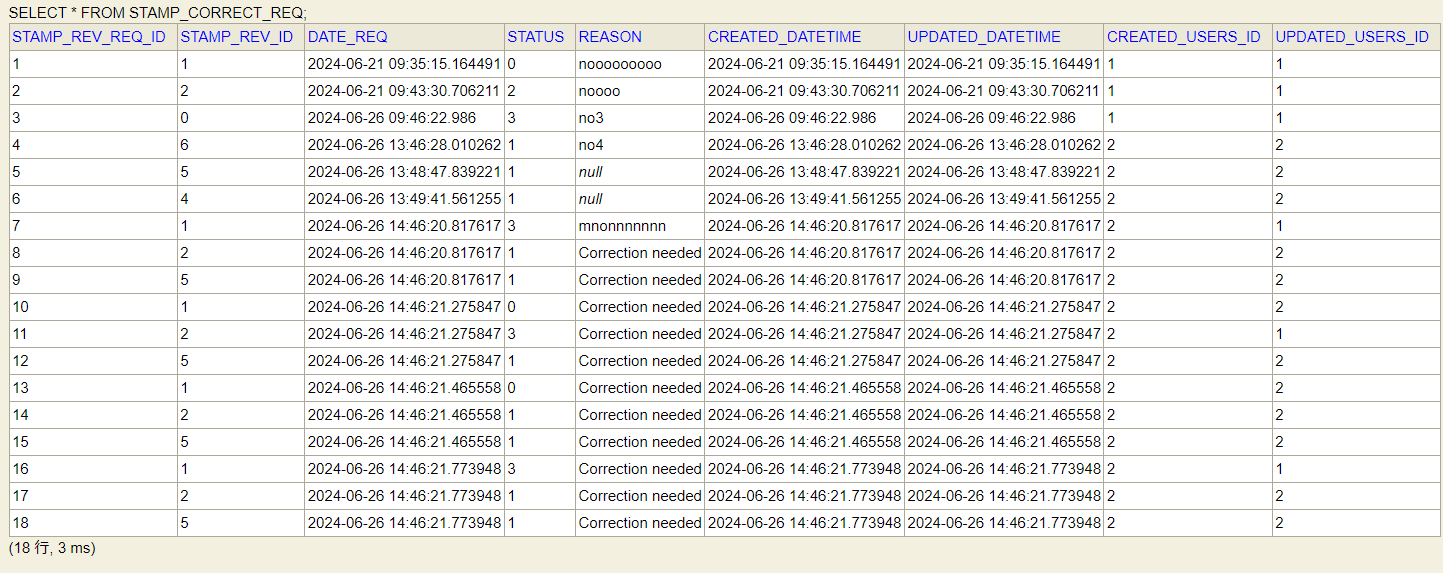 SELECT * FROM STAMP_CORRECT_REQ;
STAMP_REV_REQ_ID STAMP_REV_ID DATE_REQ STATUS REASON CREATED_DATETIME UPDATED_DATETIME CREATED_USERS_ID UPDATED_USERS_ID
1 1 2024-06-21 09:35:15.164491 0 nooooooooo 2024-06-21 09:35:15.164491 2024-06-21 09:35:15.164491 1 1
2 2 2024-06-21 09:43:30.706211 2 noooo 2024-06-21 09:43:30.706211 2024-06-21 09:43:30.706211 1 1
3 0 2024-06-26 09:46:22.986 3 no3 2024-06-26 09:46:22.986 2024-06-26 09:46:22.986 1 1
4 6 2024-06-26 13:46:28.010262 1 no4 2024-06-26 13:46:28.010262 2024-06-26 13:46:28.010262 2 2
5 5 2024-06-26 13:48:47.839221 1 null 2024-06-26 13:48:47.839221 2024-06-26 13:48:47.839221 2 2
6 4 2024-06-26 13:49:41.561255 1 null 2024-06-26 13:49:41.561255 2024-06-26 13:49:41.561255 2 2
7 1 2024-06-26 14:46:20.817617 3 mnonnnnnnn 2024-06-26 14:46:20.817617 2024-06-26 14:46:20.817617 2 1
8 2 2024-06-26 14:46:20.817617 1 Correction needed 2024-06-26 14:46:20.817617 2024-06-26 14:46:20.817617 2 2
9 5 2024-06-26 14:46:20.817617 1 Correction needed 2024-06-26 14:46:20.817617 2024-06-26 14:46:20.817617 2 2
10 1 2024-06-26 14:46:21.275847 0 Correction needed 2024-06-26 14:46:21.275847 2024-06-26 14:46:21.275847 2 2
11 2 2024-06-26 14:46:21.275847 3 Correction needed 2024-06-26 14:46:21.275847 2024-06-26 14:46:21.275847 2 1
12 5 2024-06-26 14:46:21.275847 1 Correction needed 2024-06-26 14:46:21.275847 2024-06-26 14:46:21.275847 2 2
13 1 2024-06-26 14:46:21.465558 0 Correction needed 2024-06-26 14:46:21.465558 2024-06-26 14:46:21.465558 2 2
14 2 2024-06-26 14:46:21.465558 1 Correction needed 2024-06-26 14:46:21.465558 2024-06-26 14:46:21.465558 2 2
15 5 2024-06-26 14:46:21.465558 1 Correction needed 2024-06-26 14:46:21.465558 2024-06-26 14:46:21.465558 2 2
16 1 2024-06-26 14:46:21.773948 3 Correction needed 2024-06-26 14:46:21.773948 2024-06-26 14:46:21.773948 2 1
17 2 2024-06-26 14:46:21.773948 1 Correction needed 2024-06-26 14:46:21.773948 2024-06-26 14:46:21.773948 2 2
18 5 2024-06-26 14:46:21.773948 1 Correction needed 2024-06-26 14:46:21.773948 2024-06-26 14:46:21.773948 2 2
(18 行, 3 ms)